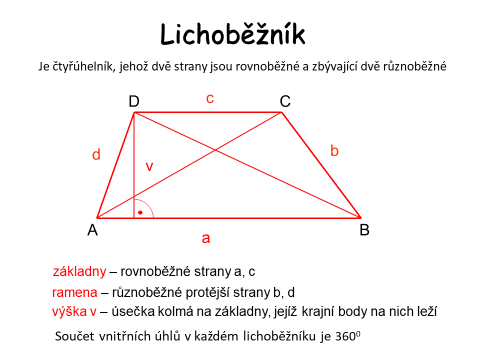 Lichoběžník
Je čtyřúhelník, jehož dvě strany jsou rovnoběžné a zbývající dvě různoběžné
D c C
d v b
A a B
základny – rovnoběžné strany a, c
ramena – různoběžné protější strany b, d
výška v – úsečka kolmá na základny, jejíž krajní body na nich leží
Součet vnitřních úhlů v každém lichoběžníku je 360⁰